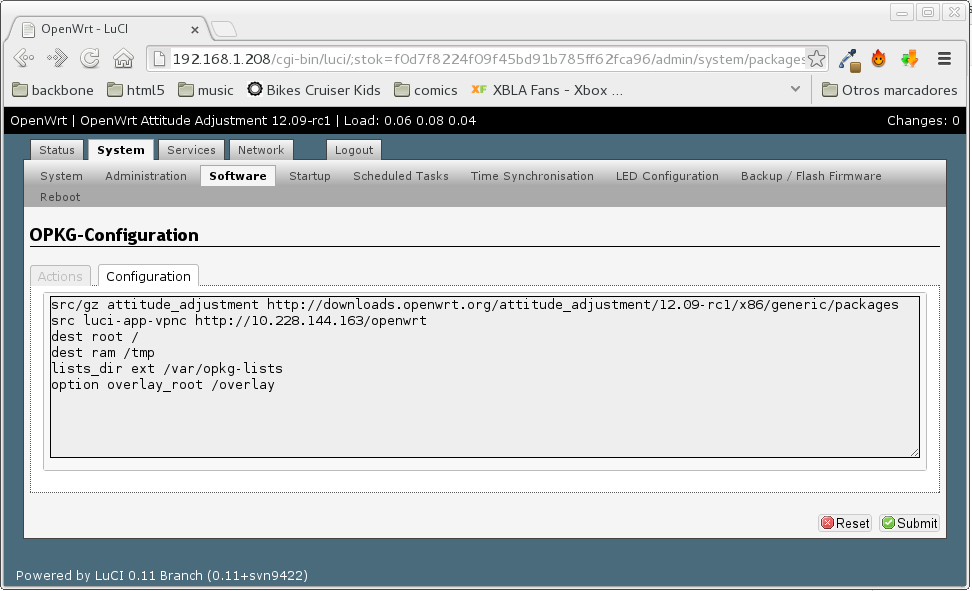 OpenWrt - LuCI
192.168.1.208/cgi-bin/luci/;stok=f0d7f8224f09f45bd91b785ff62fca96/admin/system/packages
backbone html5 music Bikes Cruiser Kids comics XF XBLA Fans - Xbox ... Otros marcadores
OpenWrt | OpenWrt Attitude Adjustment 12.09-rc1 | Load: 0.06 0.08 0.04 Changes: 0
Status System Services Network Logout
System Administration Software Startup Scheduled Tasks Time Synchronisation LED Configuration Backup / Flash Firmware
Reboot
OPKG-Configuration
Actions Configuration
src/gz attitude_adjustment http://downloads.openwrt.org/attitude_adjustment/12.09-rc1/x86/generic/packages
src luci-app-vpnc http://10.228.144.163/openwrt
dest root /
dest ram /tmp
lists_dir ext /var/opkg-lists
option overlay_root /overlay
Reset Submit
Powered by LuCI 0.11 Branch (0.11+svn9422)